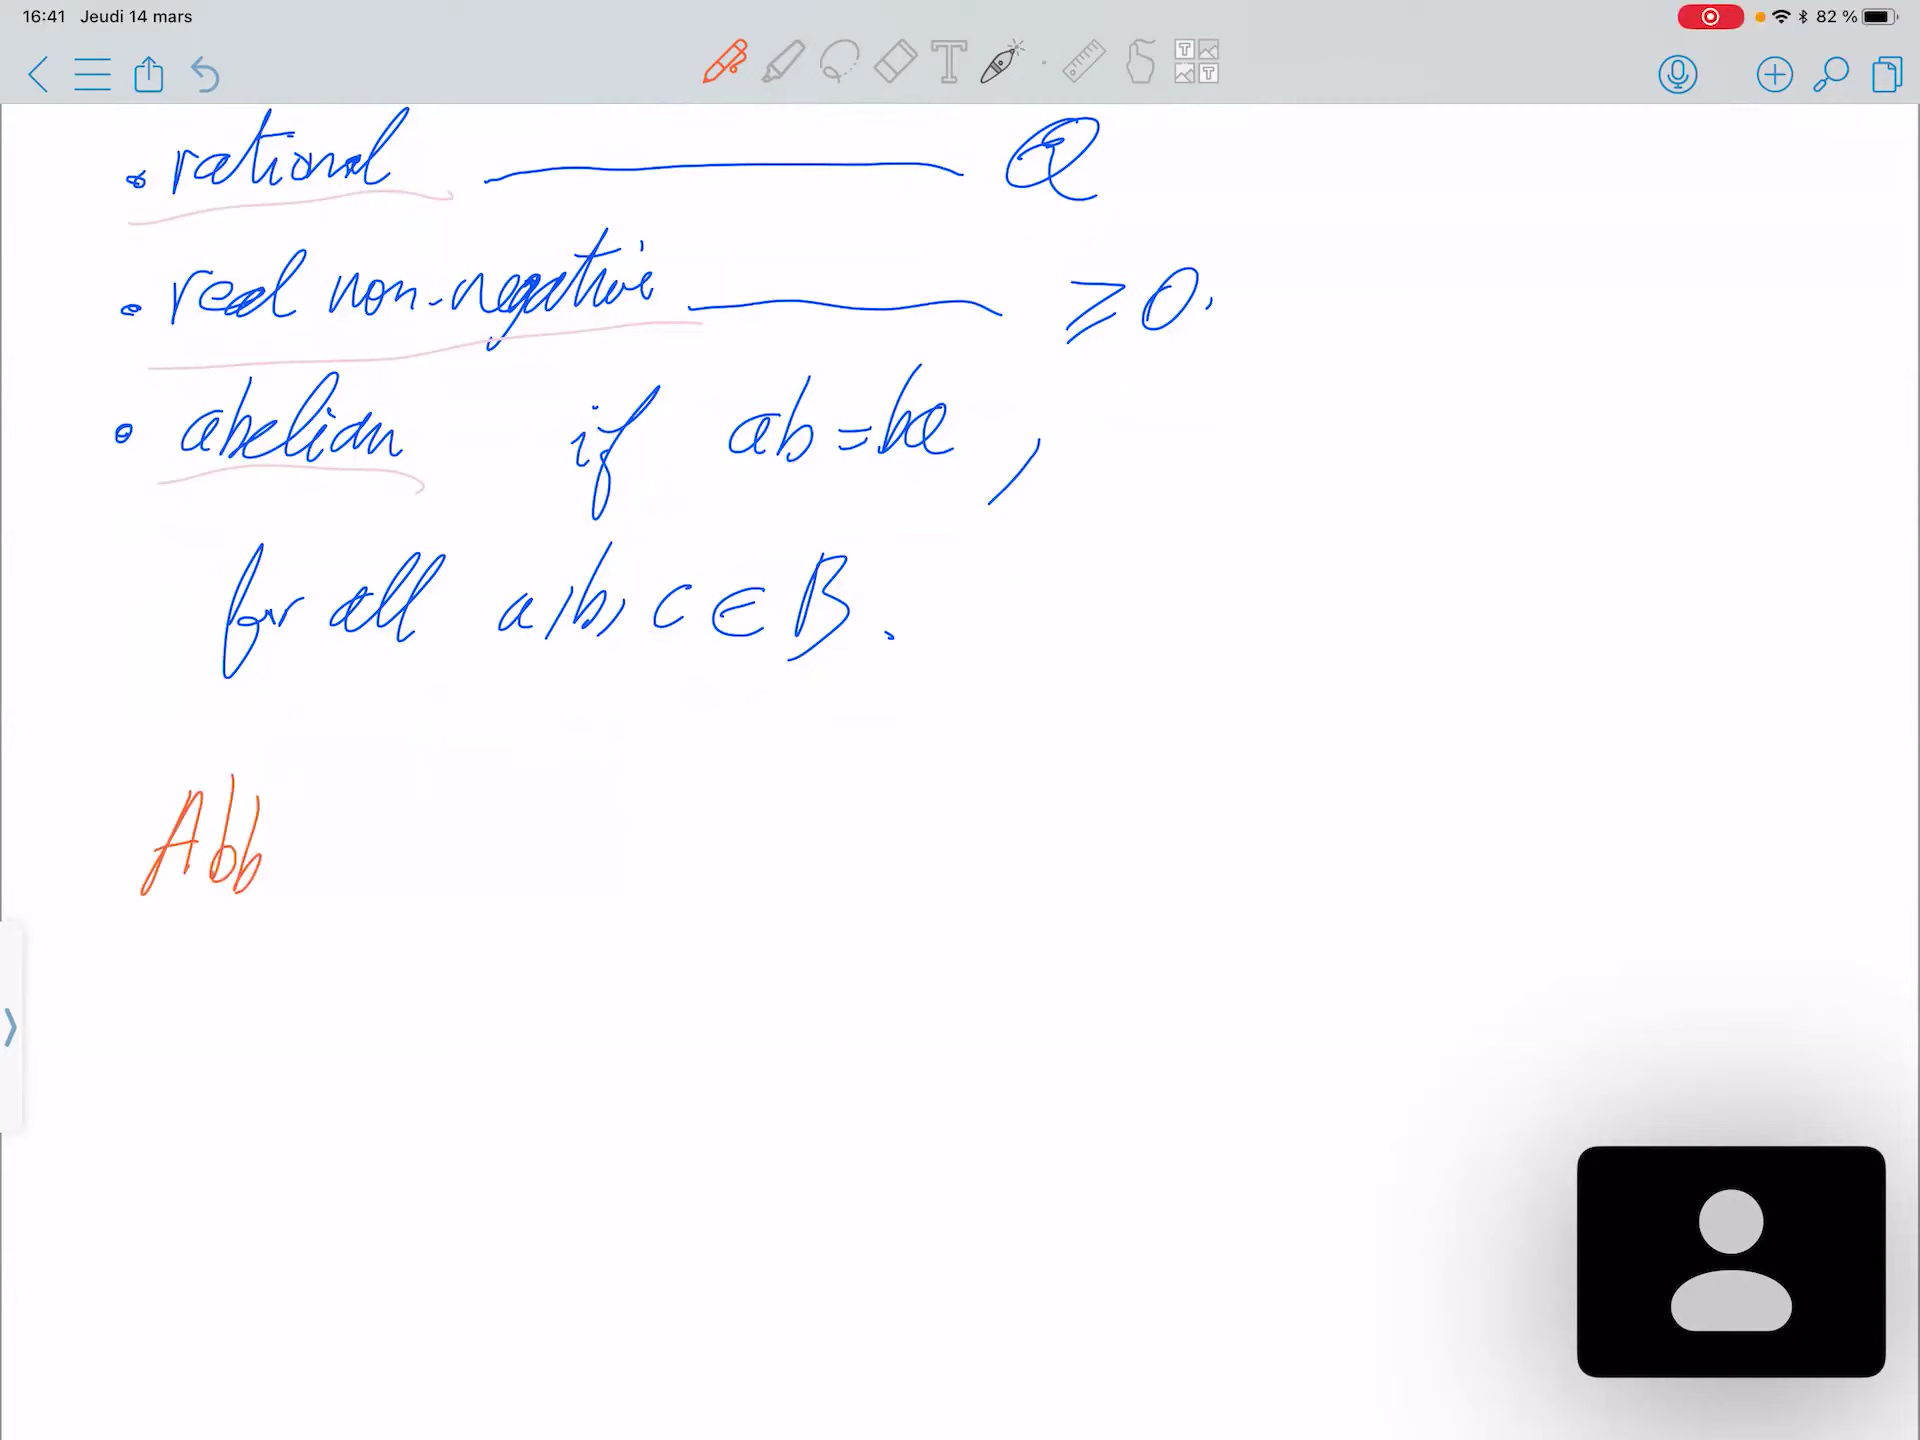 16:41 Jeudi 14 mars 82 %
• rational ——— Q
• real non-negative ——— ≥ 0.
• abelian if ab = ba ,
for all a, b, c ∈ B .
Abb